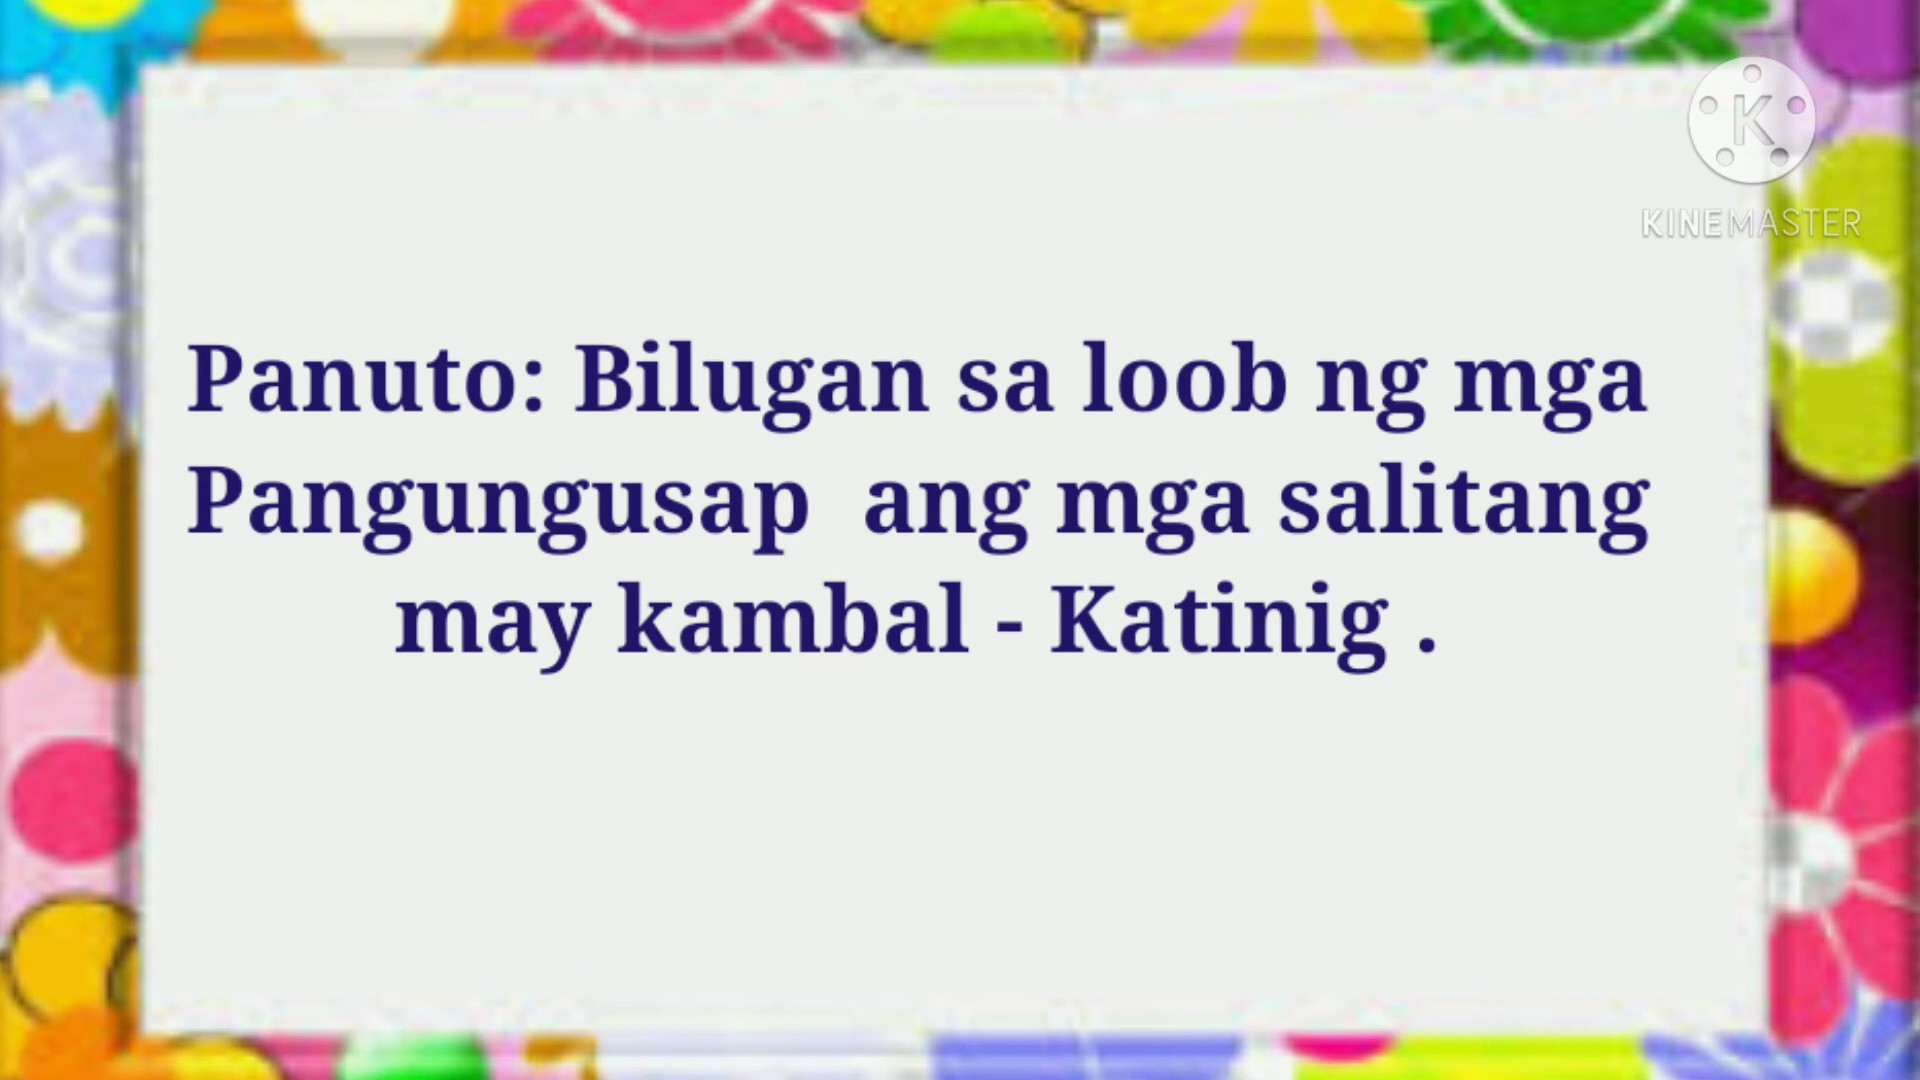 K
KINEMASTER
Panuto: Bilugan sa loob ng mga
Pangungusap  ang mga salitang
may kambal - Katinig .